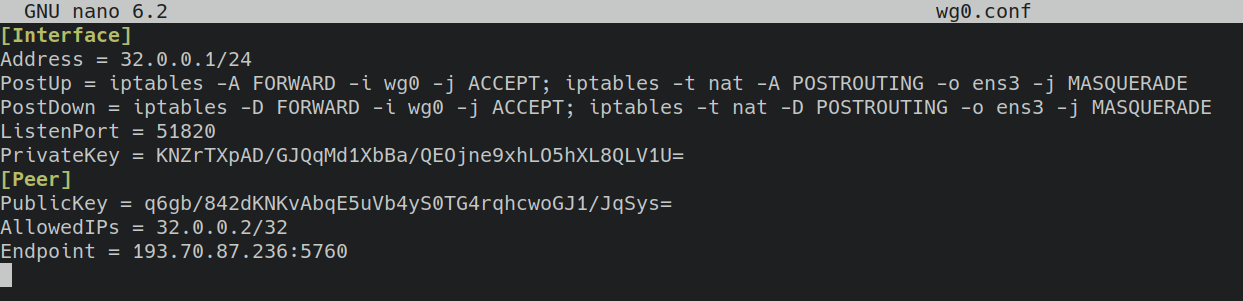 GNU nano 6.2 wg0.conf
[Interface]
Address = 32.0.0.1/24
PostUp = iptables -A FORWARD -i wg0 -j ACCEPT; iptables -t nat -A POSTROUTING -o ens3 -j MASQUERADE
PostDown = iptables -D FORWARD -i wg0 -j ACCEPT; iptables -t nat -D POSTROUTING -o ens3 -j MASQUERADE
ListenPort = 51820
PrivateKey = KNZrTXpAD/GJQqMd1XbBa/QEOjne9xhLO5hXL8QLV1U=
[Peer]
PublicKey = q6gb/842dKNKvAbqE5uVb4yS0TG4rqhcwoGJ1/JqSys=
AllowedIPs = 32.0.0.2/32
Endpoint = 193.70.87.236:5760